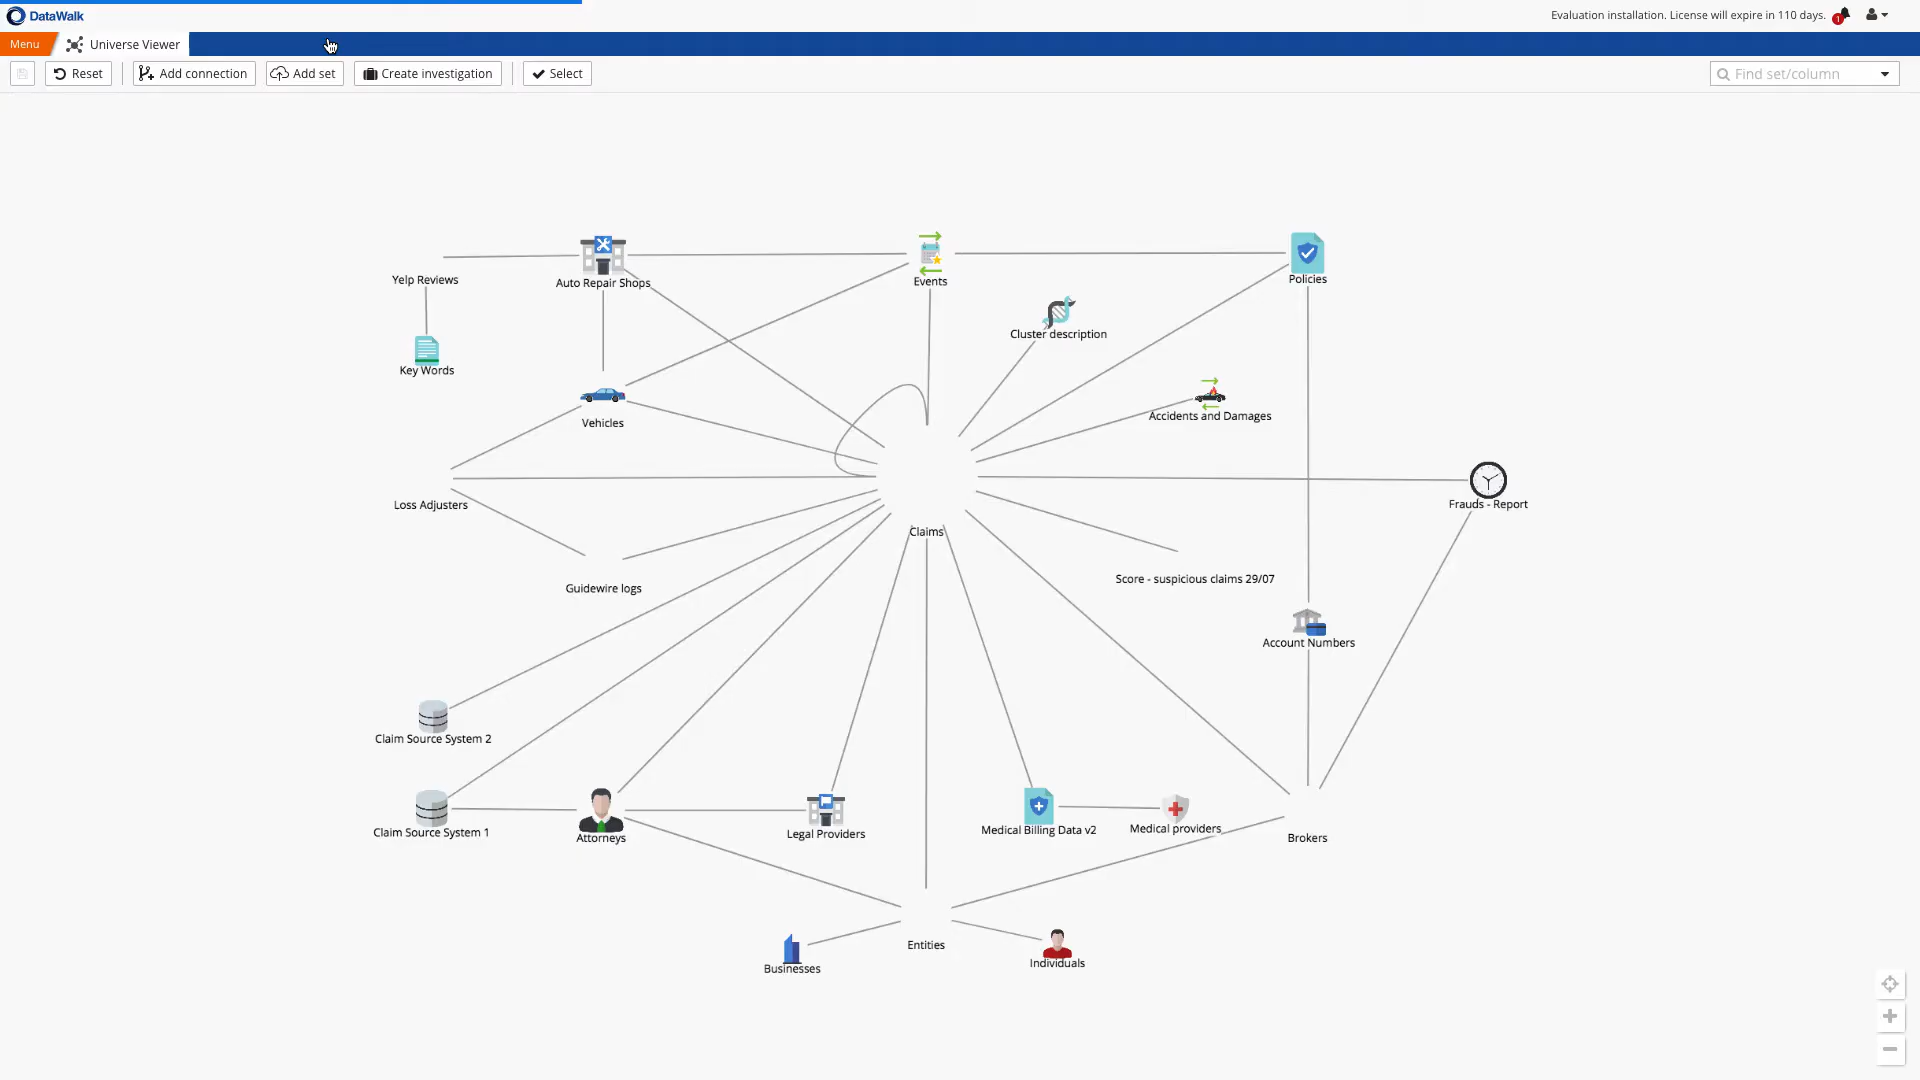 DataWalk
Evaluation installation. License will expire in 110 days.
1
Menu
Universe Viewer
Reset
Add connection
Add set
Create investigation
Select
Find set/column
Yelp Reviews
Auto Repair Shops
Events
Policies
Cluster description
Key Words
Vehicles
Accidents and Damages
Loss Adjusters
Frauds - Report
Claims
Guidewire logs
Score - suspicious claims 29/07
Account Numbers
Claim Source System 2
Claim Source System 1
Attorneys
Legal Providers
Medical Billing Data v2
Medical providers
Brokers
Entities
Businesses
Individuals